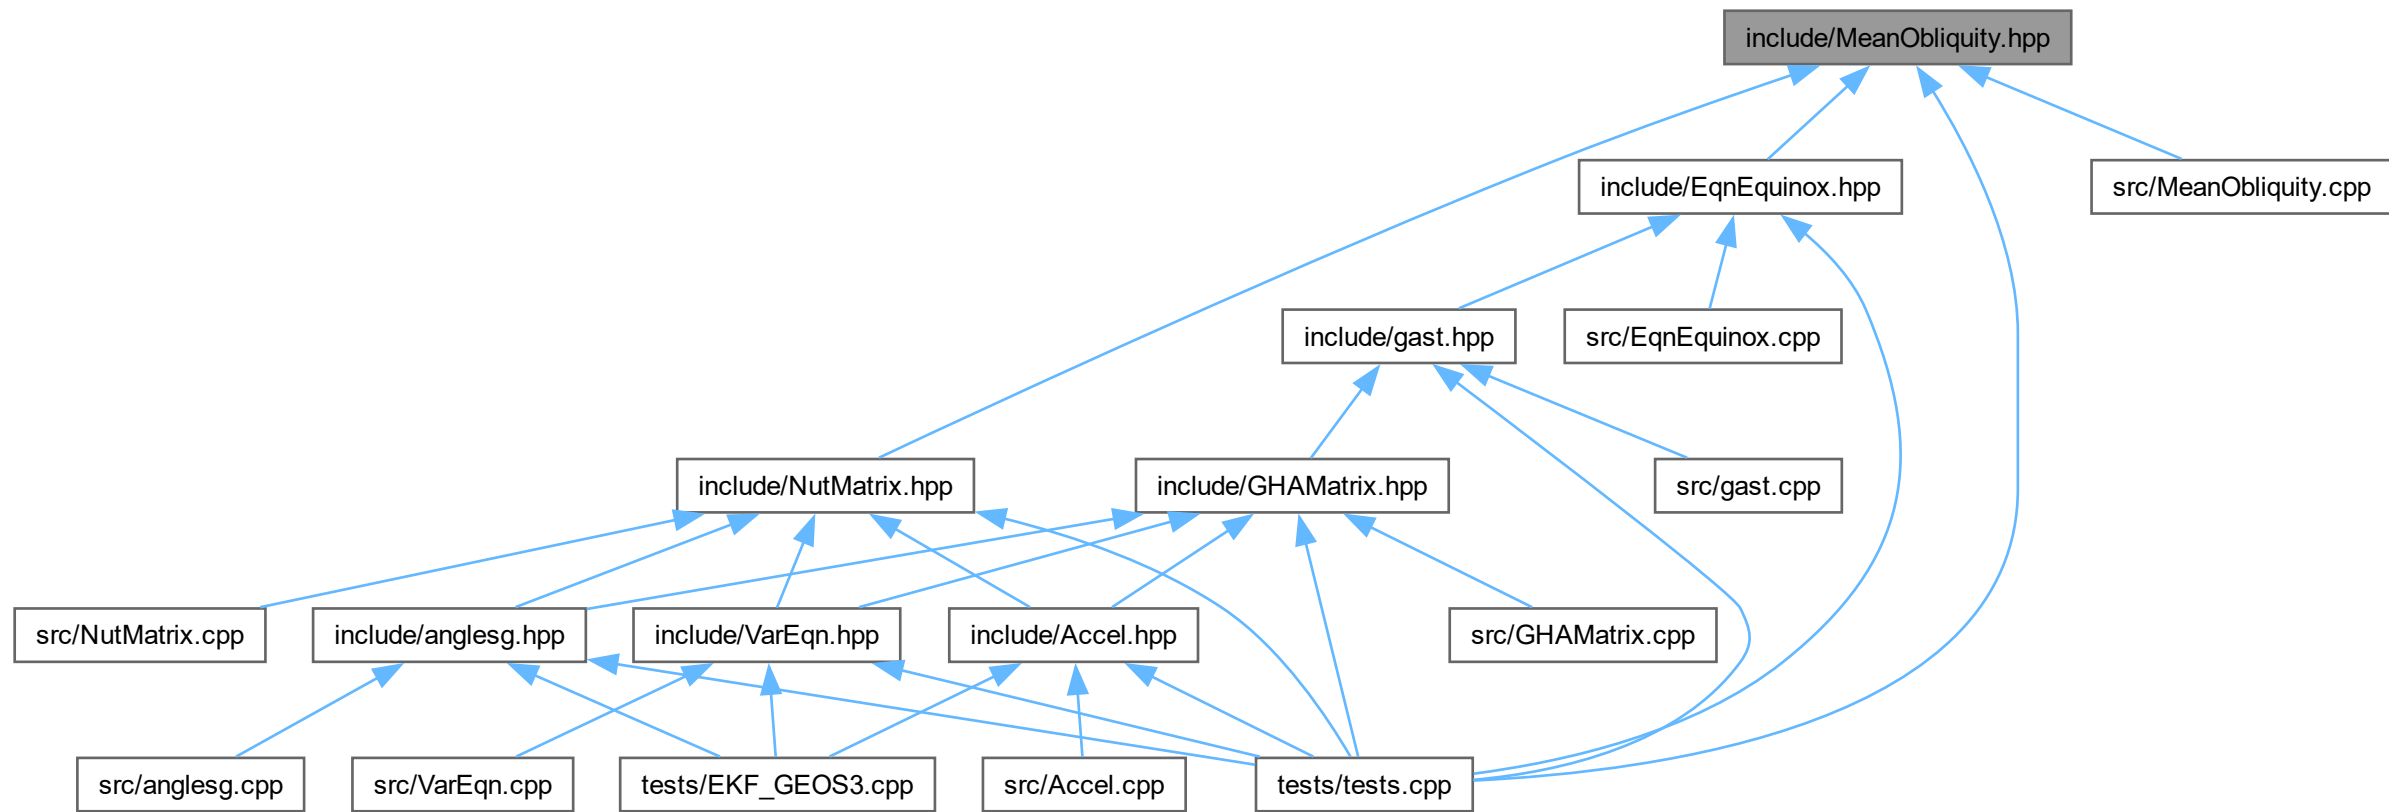 include/MeanObliquity.hpp
include/EqnEquinox.hpp
src/MeanObliquity.cpp
include/gast.hpp
src/EqnEquinox.cpp
include/NutMatrix.hpp
include/GHAMatrix.hpp
src/gast.cpp
src/NutMatrix.cpp
include/anglesg.hpp
include/VarEqn.hpp
include/Accel.hpp
src/GHAMatrix.cpp
src/anglesg.cpp
src/VarEqn.cpp
tests/EKF_GEOS3.cpp
src/Accel.cpp
tests/tests.cpp